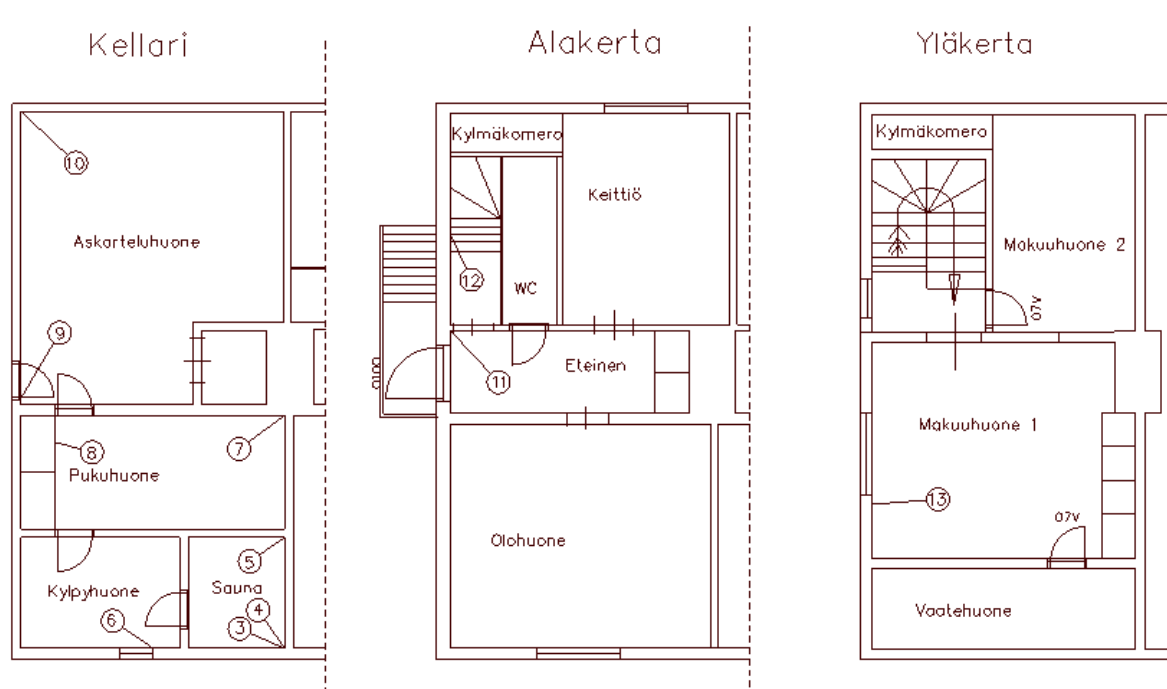 Kellari
Alakerta
Yläkerta
10
Askarteluhuone
9
8
7
Pukuhuone
5
Kylpyhuone
Sauna
4
6
3
Kylmäkomero
Keittiö
12
WC
Eteinen
11
Olohuone
Kylmäkomero
Makuuhuone 2
07V
Makuuhuone 1
13
07V
Vaatehuone